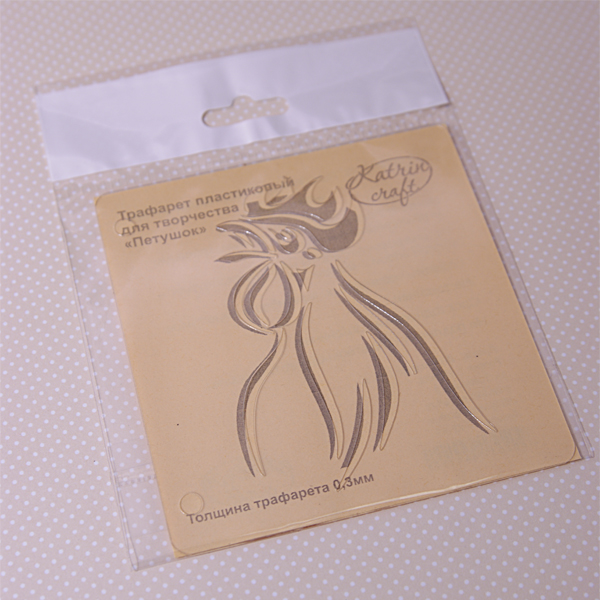 Трафарет пластиковый
для творчества
«Петушок»
Katrin
craft
Толщина трафарета 0,3мм